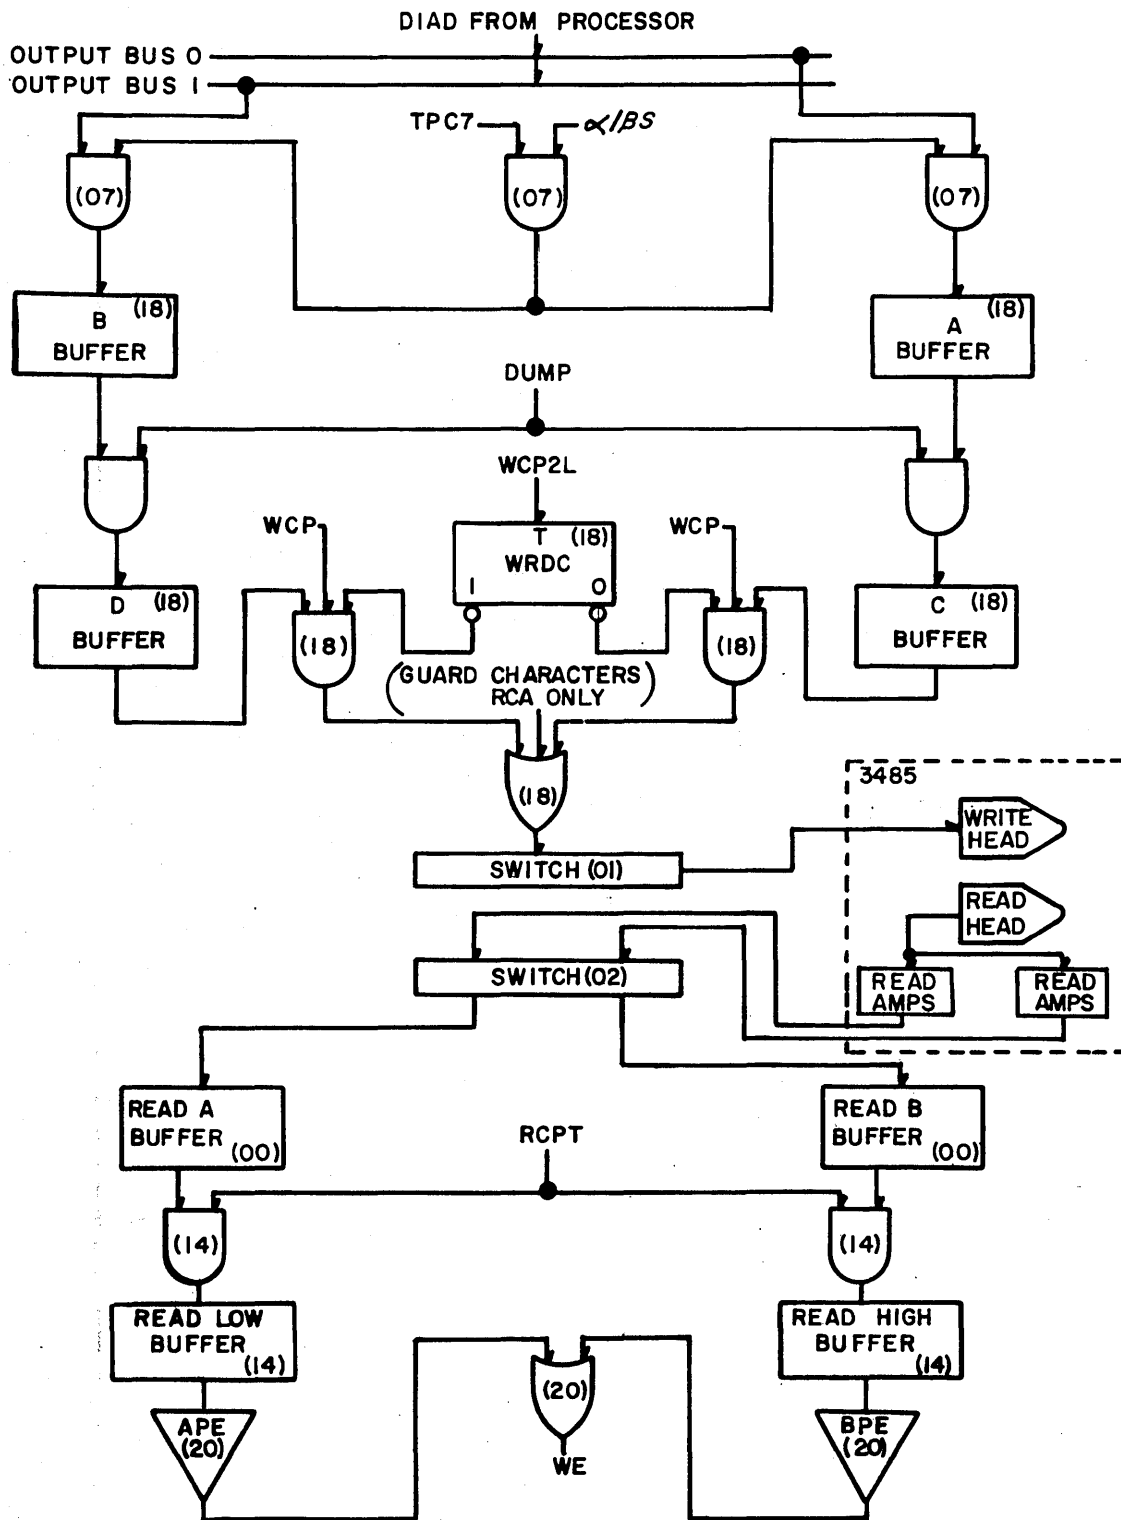 DIAD FROM PROCESSOR
OUTPUT BUS 0
OUTPUT BUS 1
TPC7
α/βS
(07)
(07)
(07)
(18)
B
BUFFER
(18)
A
BUFFER
DUMP
WCP2L
WCP
T (18)
WRDC
1 0
WCP
D (18)
BUFFER
C (18)
BUFFER
(18)
(18)
(GUARD CHARACTERS)
RCA ONLY
(18)
3485
WRITE
HEAD
SWITCH (01)
READ
HEAD
SWITCH (02)
READ
AMPS
READ
AMPS
READ A
BUFFER
(00)
RCPT
READ B
BUFFER
(00)
(14)
(14)
READ LOW
BUFFER
(14)
READ HIGH
BUFFER
(14)
(20)
APE
(20)
BPE
(20)
WE